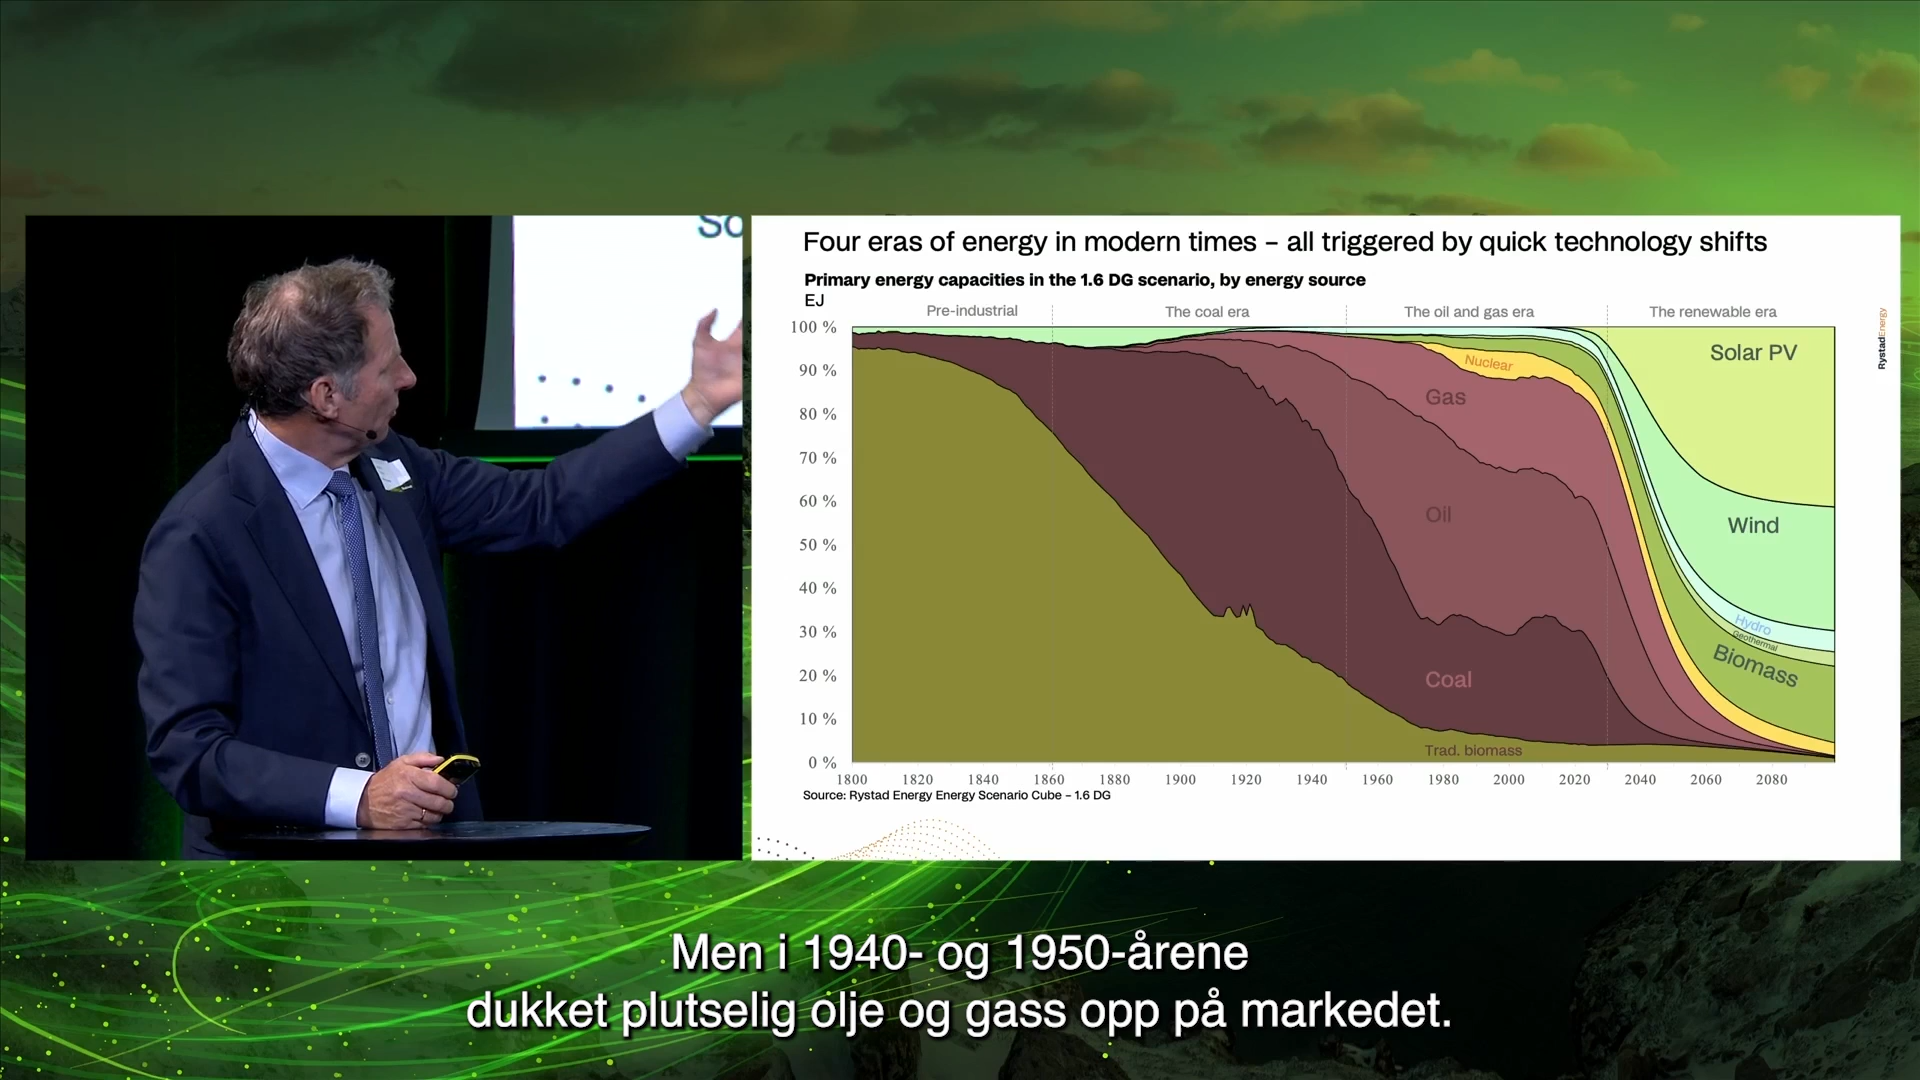 So
Four eras of energy in modern times – all triggered by quick technology shifts
Primary energy capacities in the 1.6 DG scenario, by energy source
EJ
Pre-industrial
The coal era
The oil and gas era
The renewable era
100 %
90 %
80 %
70 %
60 %
50 %
40 %
30 %
20 %
10 %
0 %
Solar PV
Nuclear
Gas
Oil
Wind
Hydro
Geothermal
Biomass
Coal
Trad. biomass
1800 1820 1840 1860 1880 1900 1920 1940 1960 1980 2000 2020 2040 2060 2080
Source: Rystad Energy Energy Scenario Cube – 1.6 DG
RystadEnergy
Men i 1940- og 1950-årene
dukket plutselig olje og gass opp på markedet.